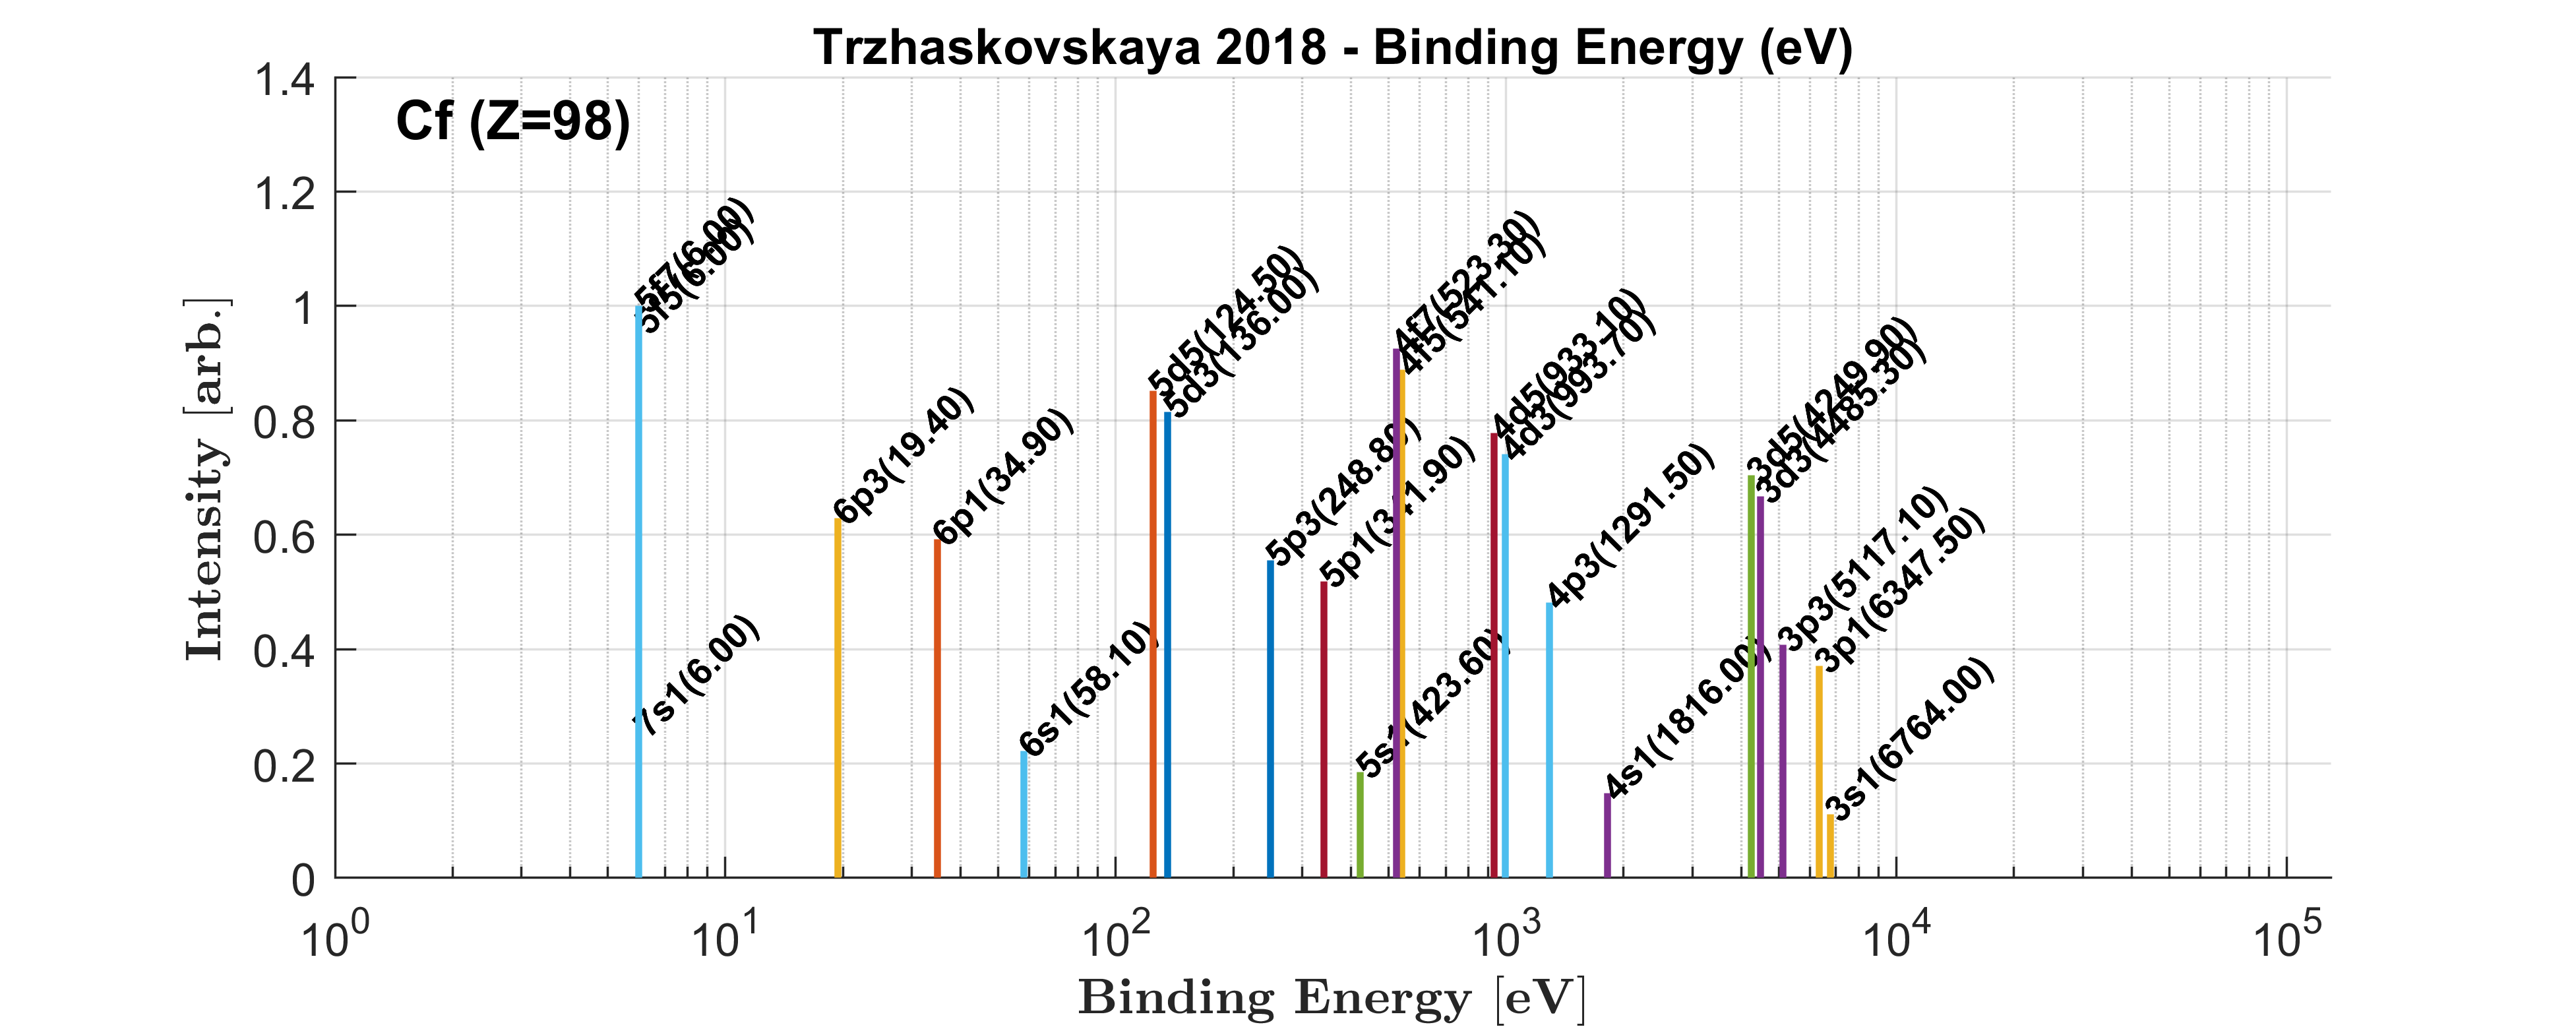 Trzhaskovskaya 2018 - Binding Energy (eV)
Cf (Z=98)
Intensity [arb.]
1.4
1.2
1
0.8
0.6
0.4
0.2
0
5f7(6.00)
5f5(6.00)
7s1(6.00)
6p3(19.40)
6p1(34.90)
6s1(58.10)
5d5(124.50)
5d3(136.00)
5p3(248.80)
5p1(341.90)
5s1(423.60)
4f7(523.30)
4f5(541.10)
4d5(933.10)
4d3(993.70)
4p3(1291.50)
4s1(1816.00)
3d5(4249.90)
3d3(4485.30)
3p3(5117.10)
3p1(6347.50)
3s1(6764.00)
10^0 10^1 10^2 10^3 10^4 10^5
Binding Energy [eV]